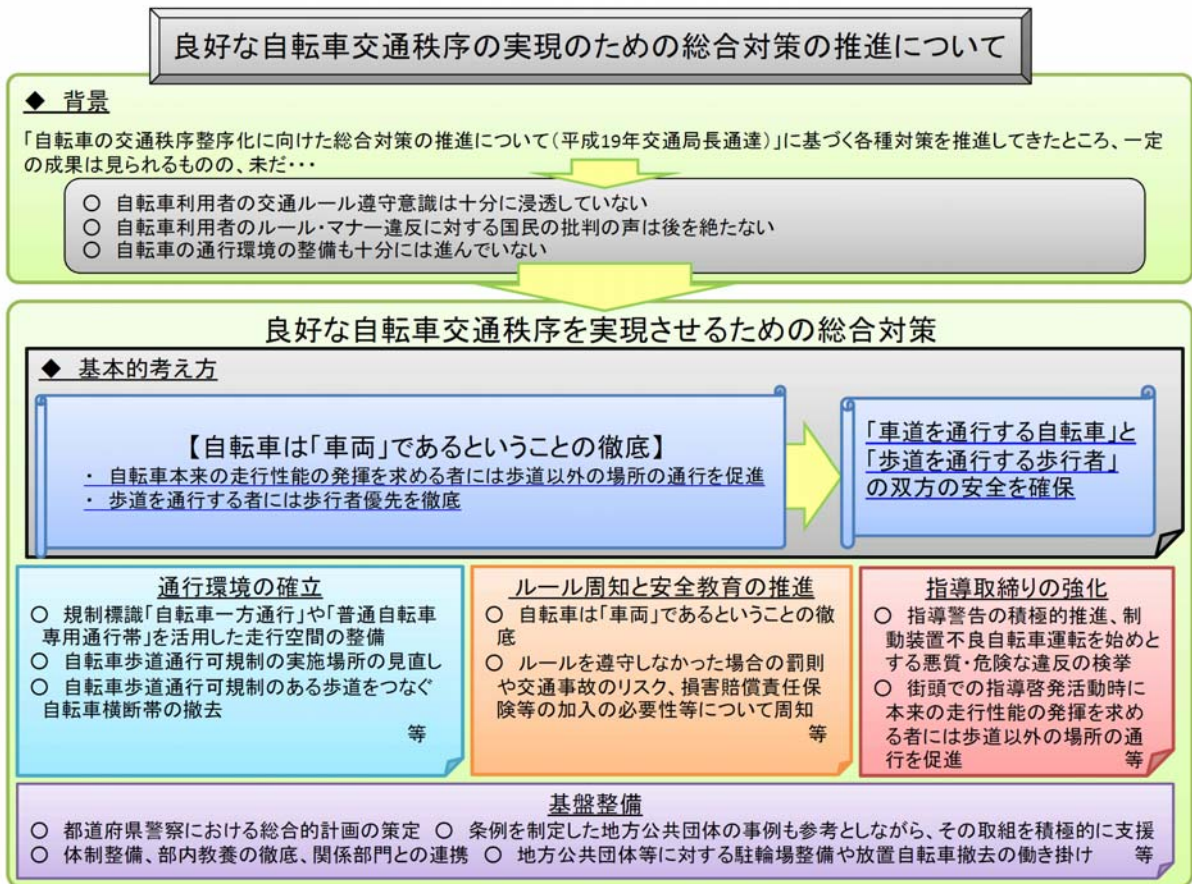 良好な自転車交通秩序の実現のための総合対策の推進について
◆ 背景
「自転車の交通秩序整序化に向けた総合対策の推進について(平成19年交通局長通達)」に基づく各種対策を推進してきたところ、一定
の成果は見られるものの、未だ・・・
○ 自転車利用者の交通ルール遵守意識は十分に浸透していない
○ 自転車利用者のルール・マナー違反に対する国民の批判の声は後を絶たない
○ 自転車の通行環境の整備も十分には進んでいない
良好な自転車交通秩序を実現させるための総合対策
◆ 基本的考え方
【自転車は「車両」であるということの徹底】
・ 自転車本来の走行性能の発揮を求める者には歩道以外の場所の通行を促進
・ 歩道を通行する者には歩行者優先を徹底
「車道を通行する自転車」と
「歩道を通行する歩行者」
の双方の安全を確保
通行環境の確立
○ 規制標識「自転車一方通行」や「普通自転車
専用通行帯」を活用した走行空間の整備
○ 自転車歩道通行可規制の実施場所の見直し
○ 自転車歩道通行可規制のある歩道をつなぐ
自転車横断帯の撤去
等
ルール周知と安全教育の推進
○ 自転車は「車両」であるということの徹
底
○ ルールを遵守しなかった場合の罰則
や交通事故のリスク、損害賠償責任保
険等の加入の必要性等について周知
等
指導取締りの強化
○ 指導警告の積極的推進、制
動装置不良自転車運転を始めと
する悪質・危険な違反の検挙
○ 街頭での指導啓発活動時に
本来の走行性能の発揮を求め
る者には歩道以外の場所の通
行を促進 等
基盤整備
○ 都道府県警察における総合的計画の策定 ○ 条例を制定した地方公共団体の事例も参考としながら、その取組を積極的に支援
○ 体制整備、部内教養の徹底、関係部門との連携 ○ 地方公共団体等に対する駐輪場整備や放置自転車撤去の働き掛け 等